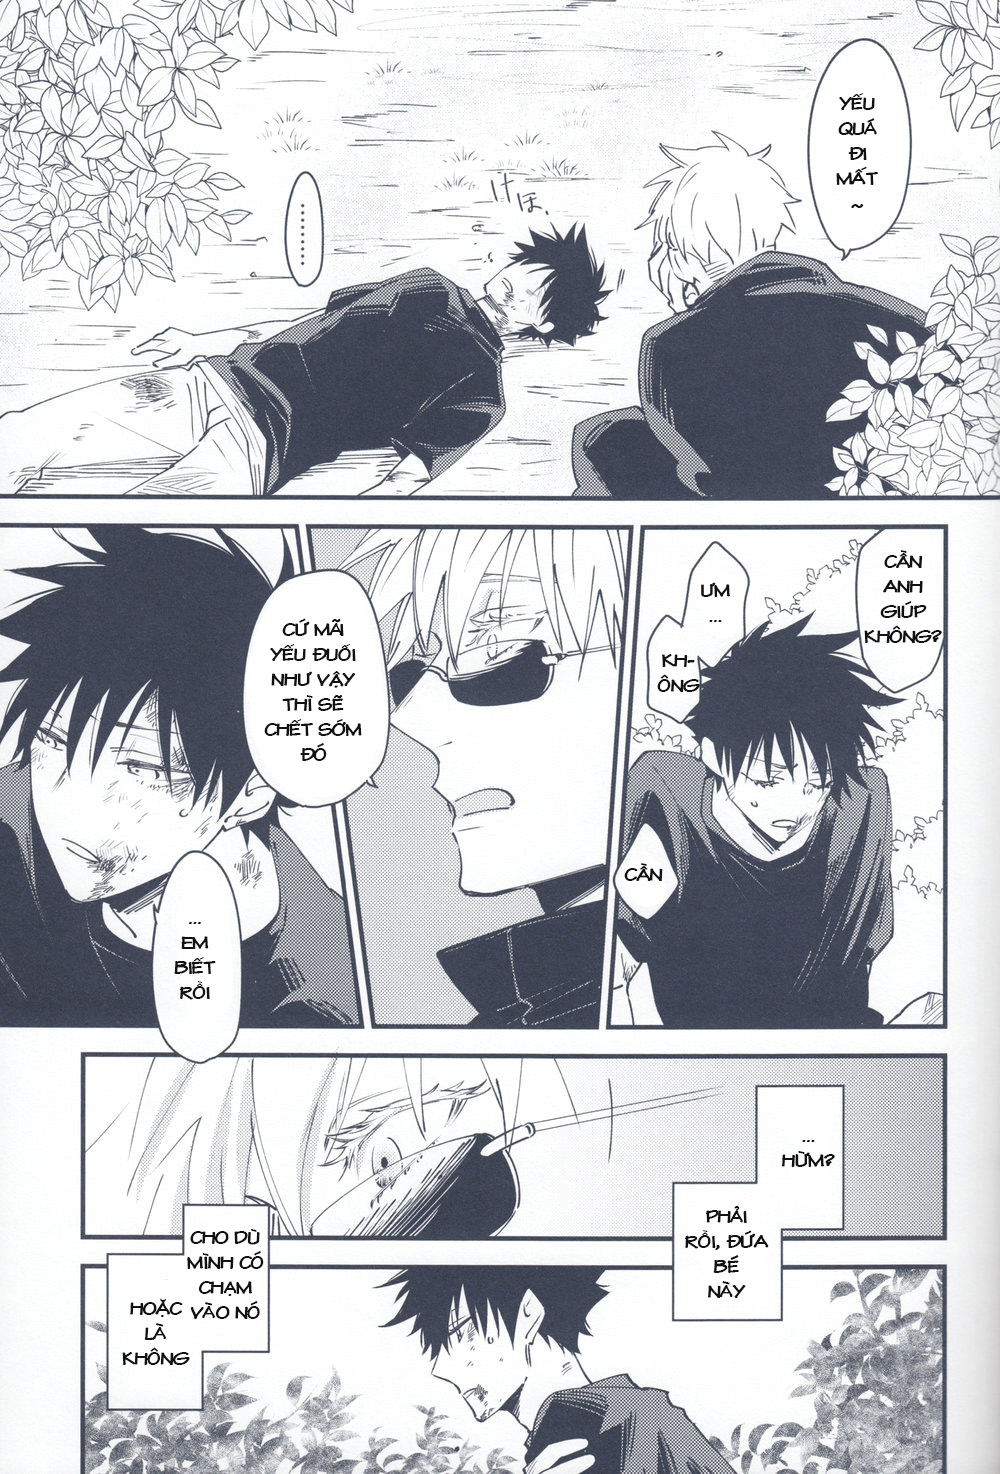 YẾU
QUÁ
ĐI
MẤT
~
けほ、
.........
CẦN
ANH
GIÚP
KHÔNG?
ƯM
...
KH-
ÔNG
CẦN
CỨ MÃI
YẾU ĐUỐI
NHƯ VẬY
THÌ SẼ
CHẾT SỚM
ĐÓ
...
EM
BIẾT
RỒI
...
HỪM?
PHẢI
RỒI, ĐỨA
BÉ
NÀY
CHO DÙ
MÌNH CÓ
CHẠM
VÀO NÓ
HOẶC
LÀ
KHÔNG